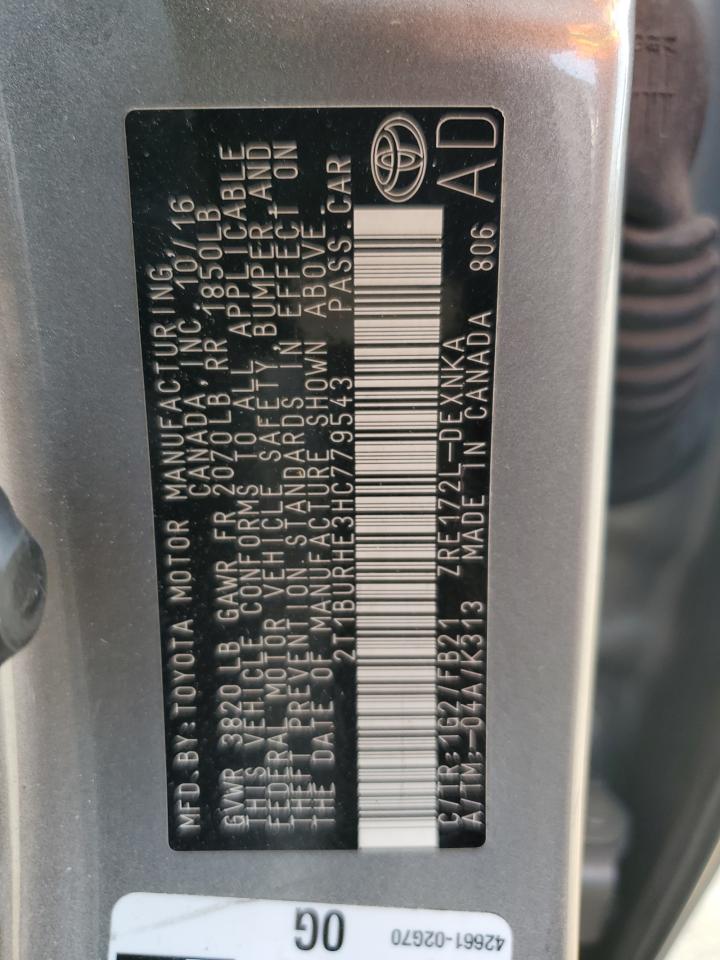 MFD.BY:TOYOTA MOTOR MANUFACTURING,
CANADA,INC. 10/16
GVWR 3820LB GAWR FR 2070LB RR 1850LB
THIS VEHICLE CONFORMS TO ALL APPLICABLE
FEDERAL MOTOR VEHICLE SAFETY,BUMPER,AND
THEFT PREVENTION STANDARDS IN EFFECT ON
THE DATE OF MANUFACTURE SHOWN ABOVE.
2T1BURHE3HC779543 PASS.CAR
C/TR:1G2/FB21 ZRE172L-DEXNKA
A/TM:-04A/K313 MADE IN CANADA 806
AD
0G
42661-02G70